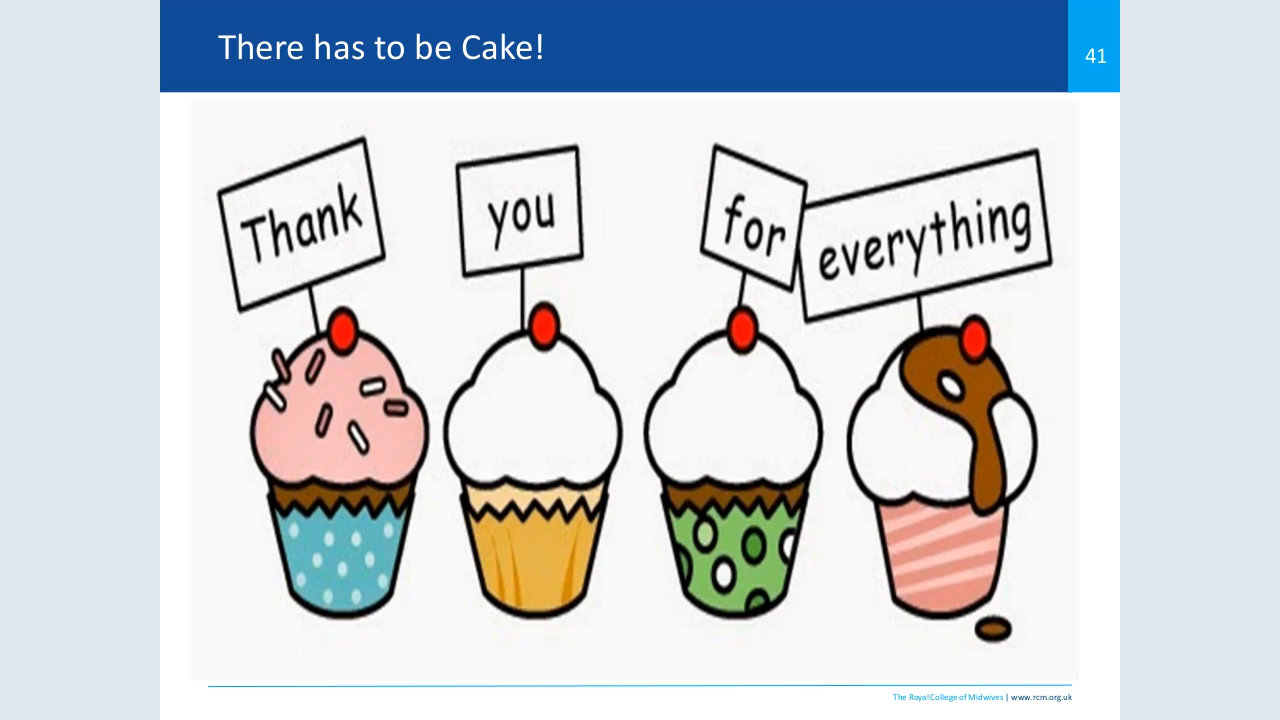 There has to be Cake!
41
Thank you for everything
The Royal College of Midwives | www.rcm.org.uk